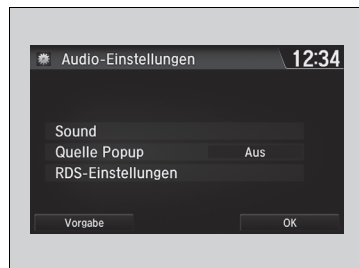 Audio-Einstellungen 12:34
Sound
Quelle Popup Aus
RDS-Einstellungen
Vorgabe OK